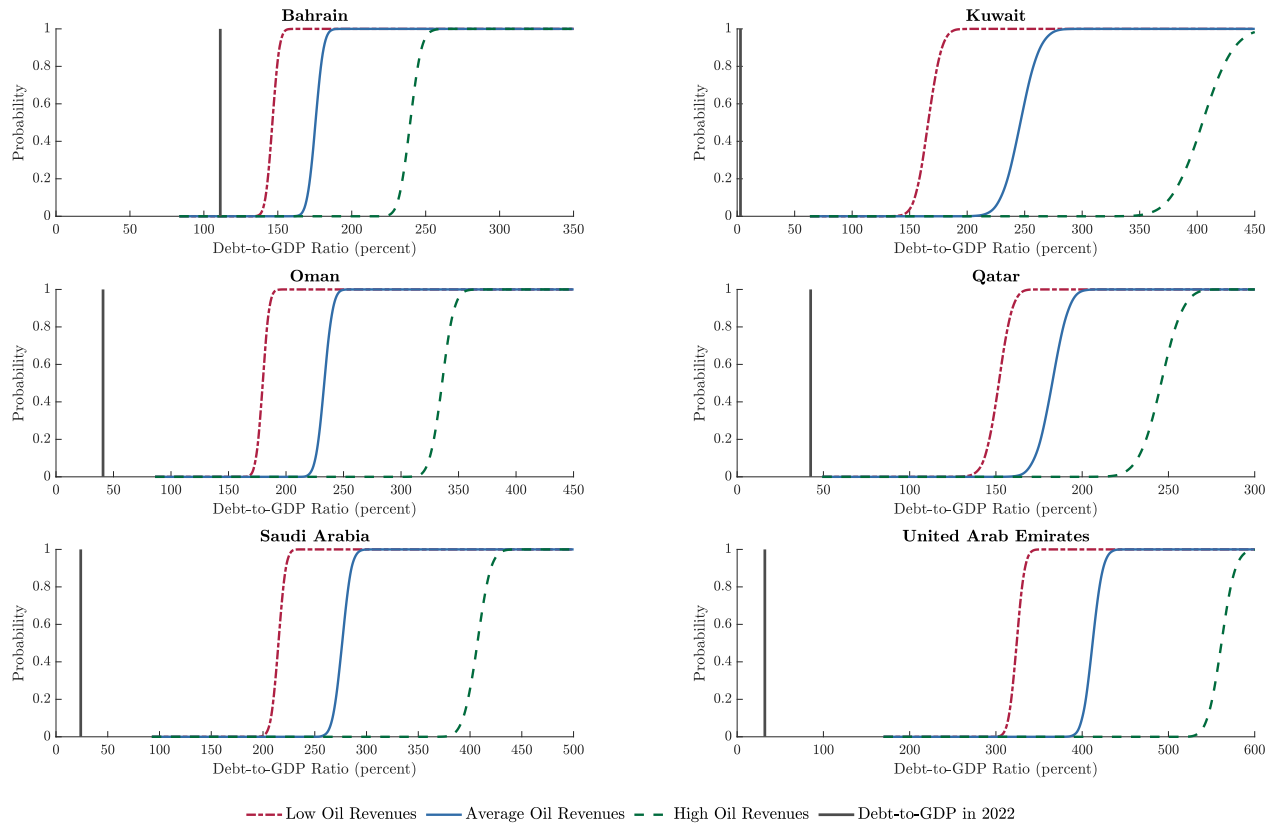 Bahrain
Probability
1
0.8
0.6
0.4
0.2
0
0 50 100 150 200 250 300 350
Debt-to-GDP Ratio (percent)
Kuwait
Probability
1
0.8
0.6
0.4
0.2
0
0 50 100 150 200 250 300 350 400 450
Debt-to-GDP Ratio (percent)
Oman
Probability
1
0.8
0.6
0.4
0.2
0
0 50 100 150 200 250 300 350 400 450
Debt-to-GDP Ratio (percent)
Qatar
Probability
1
0.8
0.6
0.4
0.2
0
0 50 100 150 200 250 300
Debt-to-GDP Ratio (percent)
Saudi Arabia
Probability
1
0.8
0.6
0.4
0.2
0
0 50 100 150 200 250 300 350 400 450 500
Debt-to-GDP Ratio (percent)
United Arab Emirates
Probability
1
0.8
0.6
0.4
0.2
0
0 100 200 300 400 500 600
Debt-to-GDP Ratio (percent)
Low Oil Revenues Average Oil Revenues High Oil Revenues Debt-to-GDP in 2022